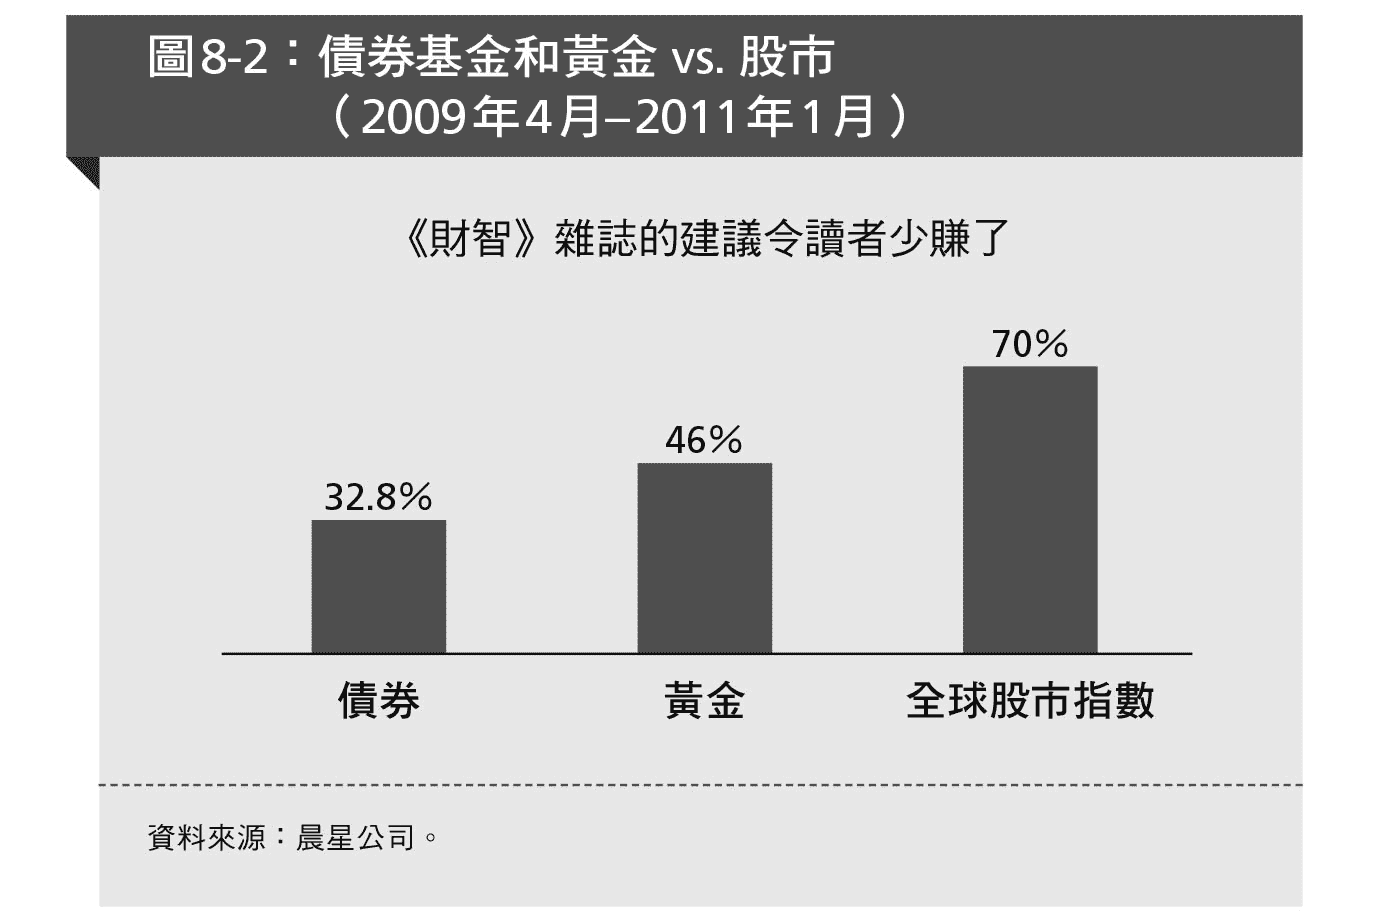 圖8-2：債券基金和黃金 vs. 股市
（2009年4月–2011年1月）
《財智》雜誌的建議令讀者少賺了
70%
46%
32.8%
債券 黃金 全球股市指數
資料來源：晨星公司。